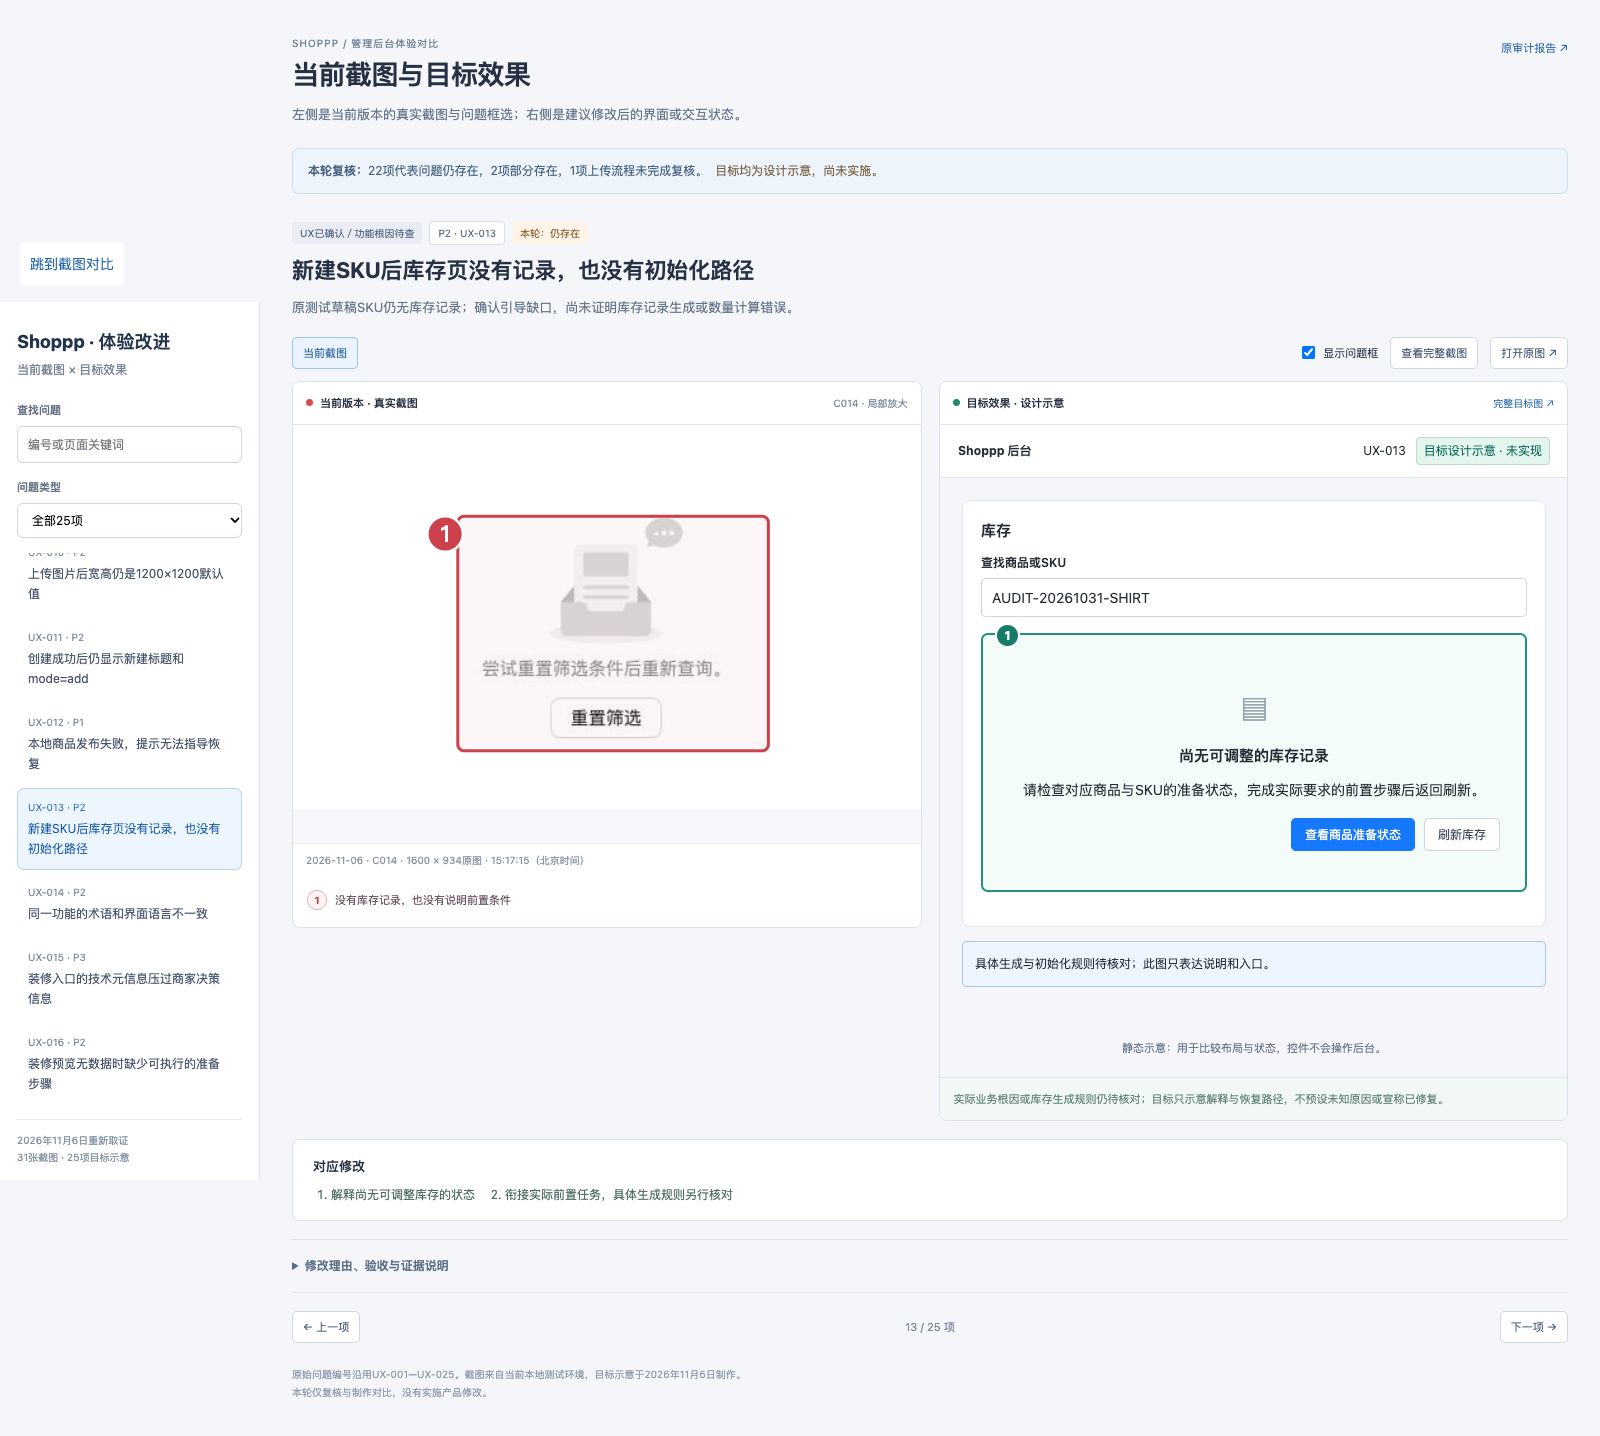 跳到截图对比
Shoppp · 体验改进
当前截图 × 目标效果
查找问题
编号或页面关键词
问题类型
全部25项
上传图片后宽高仍是1200×1200默认
值
UX-011 · P2
创建成功后仍显示新建标题和
mode=add
UX-012 · P1
本地商品发布失败，提示无法指导恢
复
UX-013 · P2
新建SKU后库存页没有记录，也没有
初始化路径
UX-014 · P2
同一功能的术语和界面语言不一致
UX-015 · P3
装修入口的技术元信息压过商家决策
信息
UX-016 · P2
装修预览无数据时缺少可执行的准备
步骤
2026年11月6日重新取证
31张截图 · 25项目标示意
SHOPPP / 管理后台体验对比
原审计报告 ↗
当前截图与目标效果
左侧是当前版本的真实截图与问题框选；右侧是建议修改后的界面或交互状态。
本轮复核：22项代表问题仍存在，2项部分存在，1项上传流程未完成复核。 目标均为设计示意，尚未实施。
UX已确认 / 功能根因待查 P2 · UX-013 本轮：仍存在
新建SKU后库存页没有记录，也没有初始化路径
原测试草稿SKU仍无库存记录；确认引导缺口，尚未证明库存记录生成或数量计算错误。
当前截图 显示问题框 查看完整截图 打开原图 ↗
当前版本 · 真实截图 C014 · 局部放大
1
尝试重置筛选条件后重新查询。
重置筛选
2026-11-06 · C014 · 1600 × 934原图 · 15:17:15（北京时间）
1 没有库存记录，也没有说明前置条件
目标效果 · 设计示意 完整目标图 ↗
Shoppp 后台 UX-013 目标设计示意 · 未实现
库存
查找商品或SKU
AUDIT-20261031-SHIRT
1
尚无可调整的库存记录
请检查对应商品与SKU的准备状态，完成实际要求的前置步骤后返回刷新。
查看商品准备状态 刷新库存
具体生成与初始化规则待核对；此图只表达说明和入口。
静态示意：用于比较布局与状态，控件不会操作后台。
实际业务根因或库存生成规则仍待核对；目标只示意解释与恢复路径，不预设未知原因或宣称已修复。
对应修改
1. 解释尚无可调整库存的状态 2. 衔接实际前置任务，具体生成规则另行核对
修改理由、验收与证据说明
← 上一项 13 / 25 项 下一项 →
原始问题编号沿用UX-001—UX-025。截图来自当前本地测试环境，目标示意于2026年11月6日制作。
本轮仅复核与制作对比，没有实施产品修改。